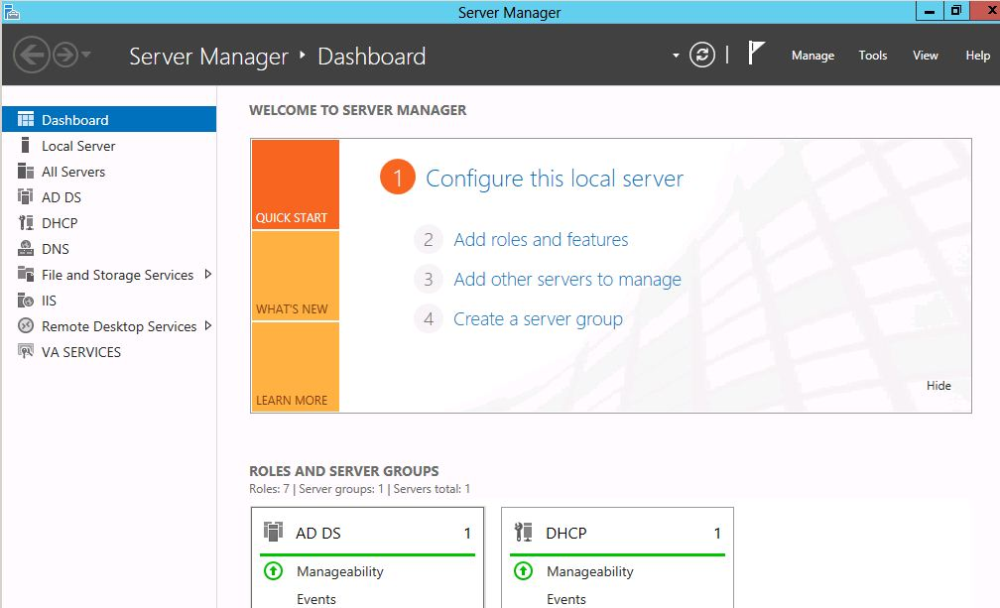 Server Manager
Server Manager ‣ Dashboard
Manage Tools View Help
Dashboard
Local Server
All Servers
AD DS
DHCP
DNS
File and Storage Services
IIS
Remote Desktop Services
VA SERVICES
WELCOME TO SERVER MANAGER
QUICK START
WHAT'S NEW
LEARN MORE
1 Configure this local server
2 Add roles and features
3 Add other servers to manage
4 Create a server group
Hide
ROLES AND SERVER GROUPS
Roles: 7 | Server groups: 1 | Servers total: 1
AD DS 1
Manageability
Events
DHCP 1
Manageability
Events